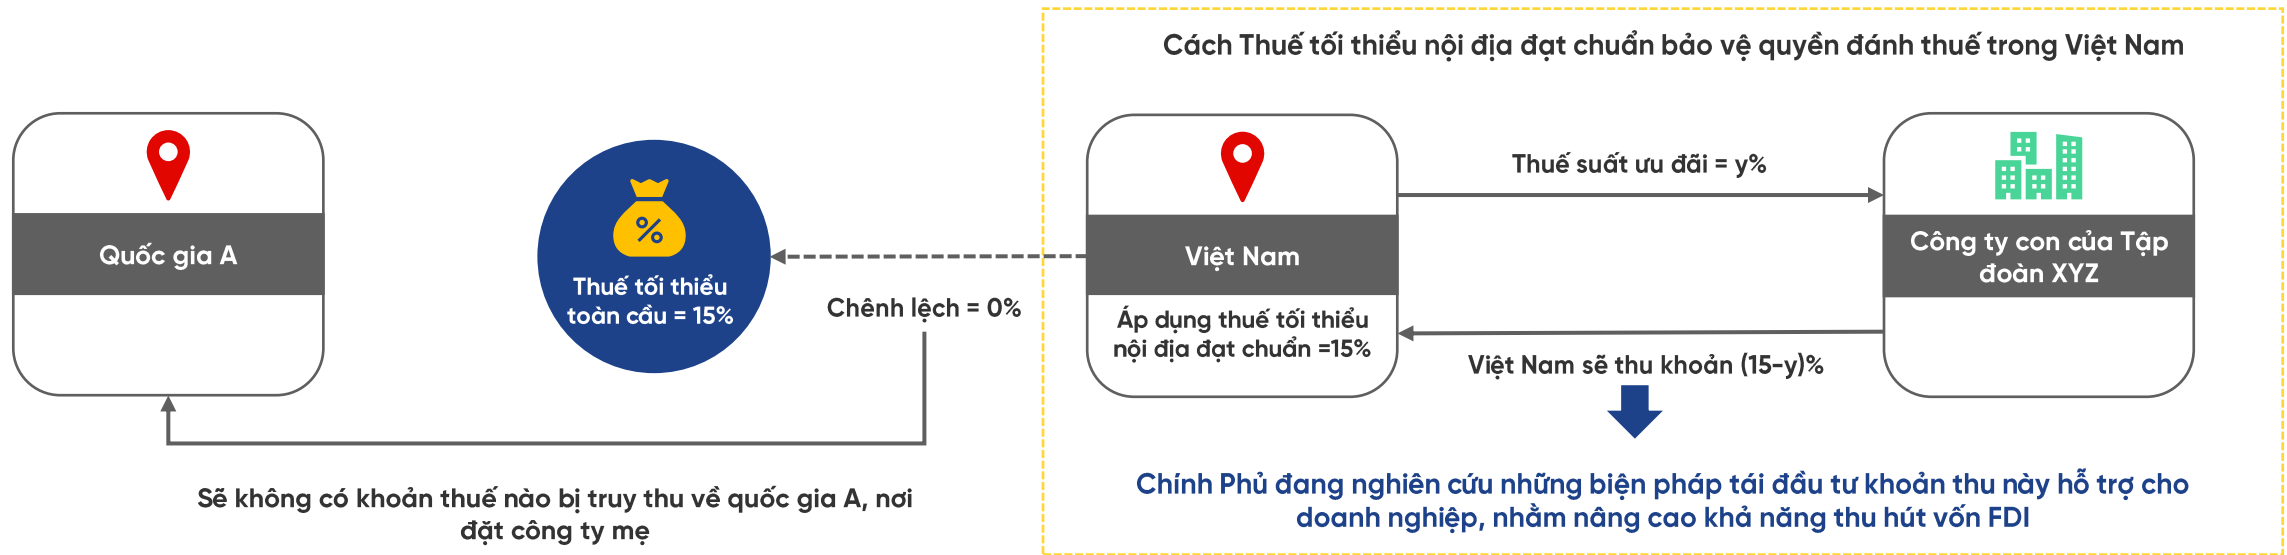 Cách Thuế tối thiểu nội địa đạt chuẩn bảo vệ quyền đánh thuế trong Việt Nam
Quốc gia A
%
Thuế tối thiểu
toàn cầu = 15%
Chênh lệch = 0%
Việt Nam
Áp dụng thuế tối thiểu
nội địa đạt chuẩn =15%
Thuế suất ưu đãi = y%
Công ty con của Tập
đoàn XYZ
Việt Nam sẽ thu khoản (15-y)%
Sẽ không có khoản thuế nào bị truy thu về quốc gia A, nơi
đặt công ty mẹ
Chính Phủ đang nghiên cứu những biện pháp tái đầu tư khoản thu này hỗ trợ cho
doanh nghiệp, nhằm nâng cao khả năng thu hút vốn FDI